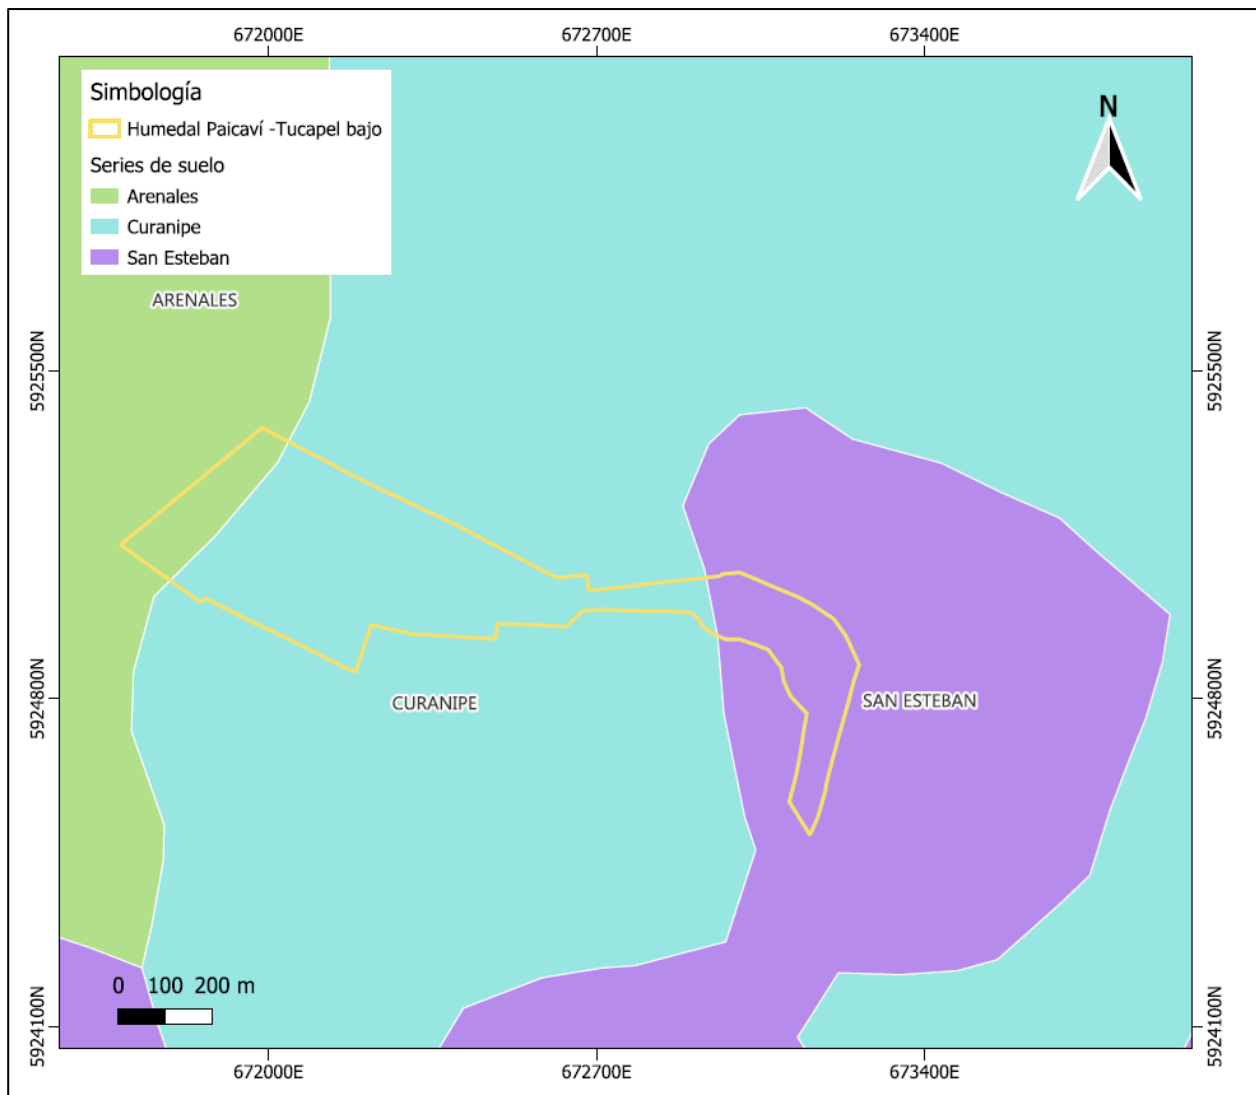 672000E 672700E 673400E
Simbología
N
Humedal Paicaví -Tucapel bajo
Series de suelo
Arenales
Curanipe
San Esteban
ARENALES
5925500N 5925500N
5924800N 5924800N
CURANIPE SAN ESTEBAN
0 100 200 m
5924100N 5924100N
672000E 672700E 673400E